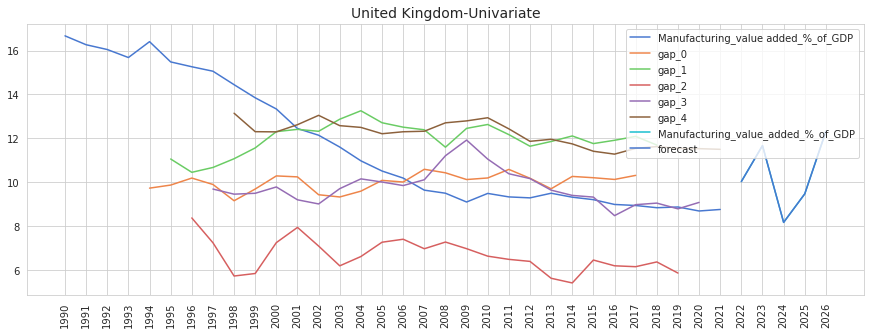 United Kingdom-Univariate
Manufacturing_value added_%_of_GDP
gap_0
gap_1
gap_2
gap_3
gap_4
Manufacturing_value_added_%_of_GDP
forecast
16
14
12
10
8
6
1990 1991 1992 1993 1994 1995 1996 1997 1998 1999 2000 2001 2002 2003 2004 2005 2006 2007 2008 2009 2010 2011 2012 2013 2014 2015 2016 2017 2018 2019 2020 2021 2022 2023 2024 2025 2026